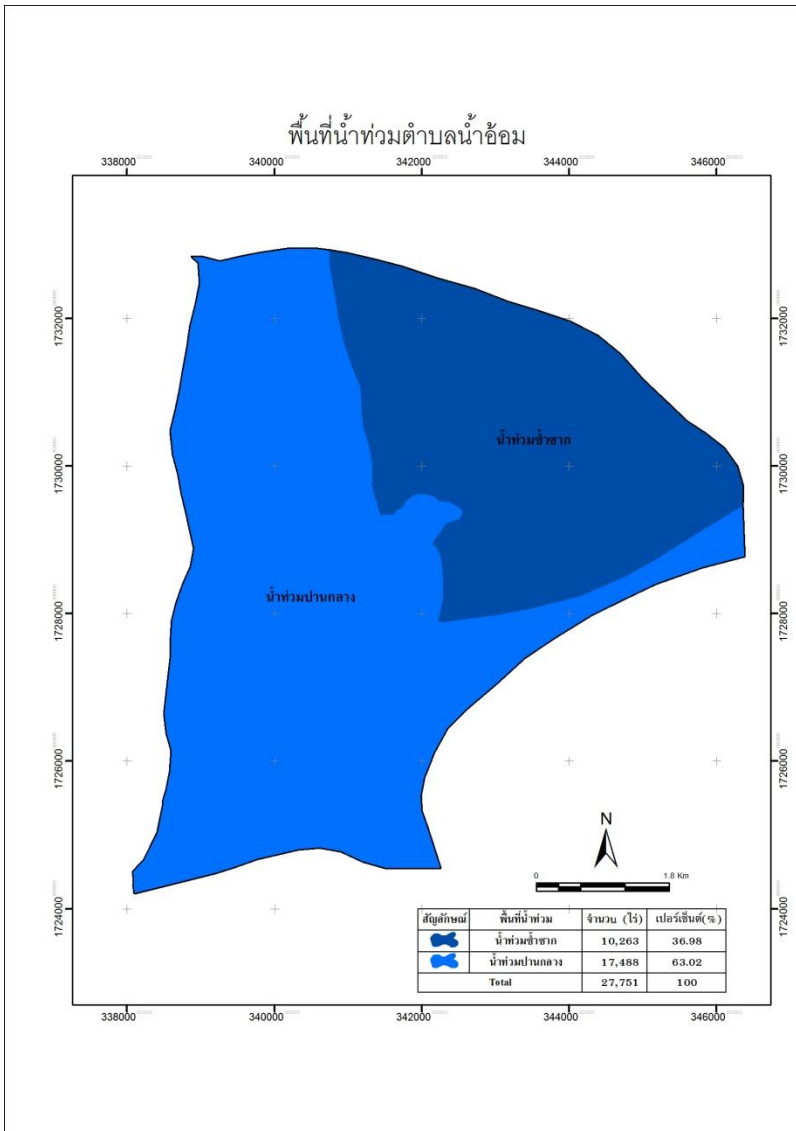 พื้นที่น้ำท่วมตำบลน้ำอ้อม
338000 340000 342000 344000 346000
1732000 1732000
น้ำท่วมซ้ำซาก
1730000 1730000
น้ำท่วมปานกลาง
1728000 1728000
1726000 1726000
N
0 1.8 Km
1724000 1724000
สัญลักษณ์ พื้นที่น้ำท่วม จำนวน (ไร่) เปอร์เซ็นต์(%)
น้ำท่วมซ้ำซาก 10,263 36.98
น้ำท่วมปานกลาง 17,488 63.02
Total 27,751 100
338000 340000 342000 344000 346000